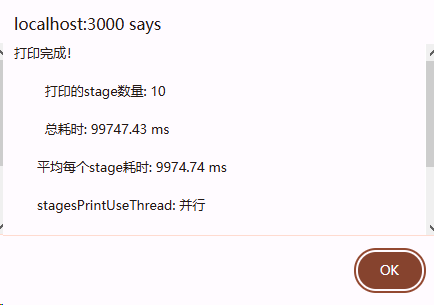 localhost:3000 says
打印完成！
打印的stage数量: 10
总耗时: 99747.43 ms
平均每个stage耗时: 9974.74 ms
stagesPrintUseThread: 并行
OK